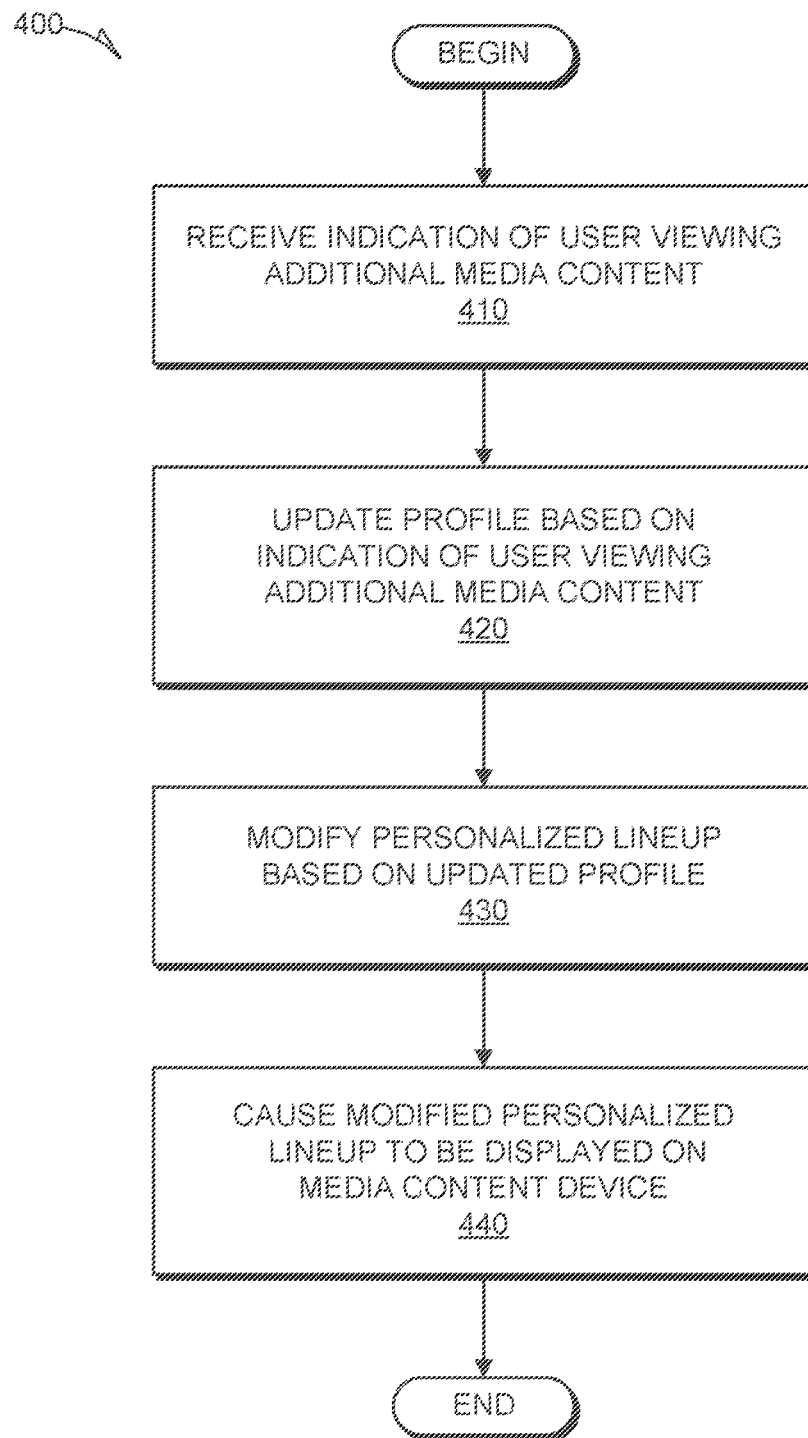 400
BEGIN
RECEIVE INDICATION OF USER VIEWING
ADDITIONAL MEDIA CONTENT
410
UPDATE PROFILE BASED ON
INDICATION OF USER VIEWING
ADDITIONAL MEDIA CONTENT
420
MODIFY PERSONALIZED LINEUP
BASED ON UPDATED PROFILE
430
CAUSE MODIFIED PERSONALIZED
LINEUP TO BE DISPLAYED ON
MEDIA CONTENT DEVICE
440
END